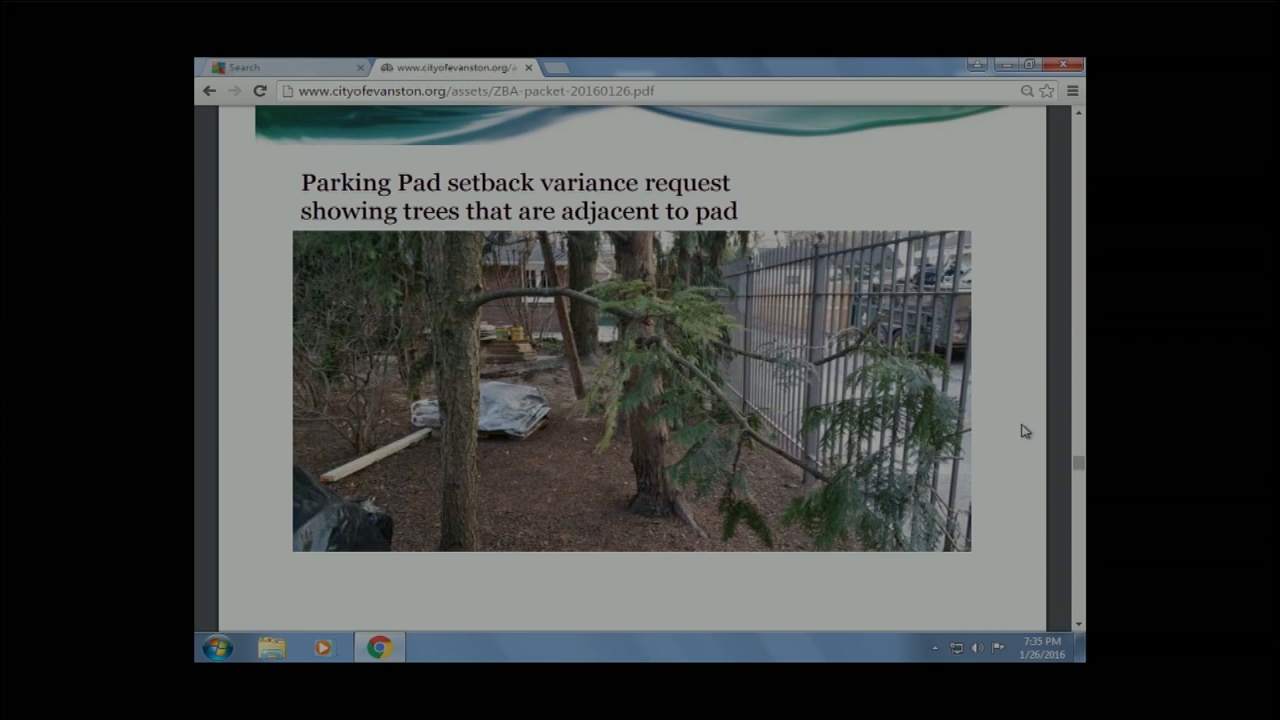 Search
www.cityofevanston.org/a
www.cityofevanston.org/assets/ZBA-packet-20160126.pdf
Parking Pad setback variance request
showing trees that are adjacent to pad
7:35 PM
1/26/2016